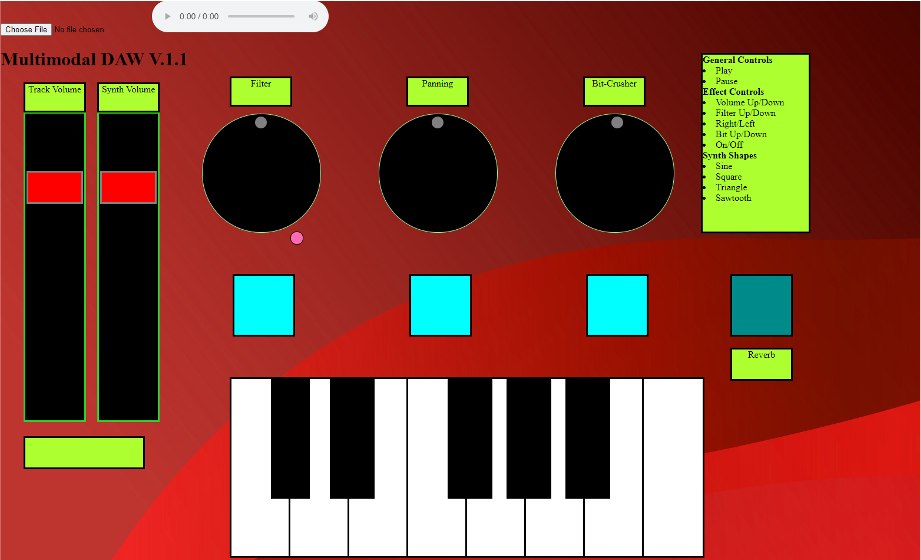 0:00 / 0:00
Choose File No file chosen
Multimodal DAW V.1.1
Track Volume
Synth Volume
Filter
Panning
Bit-Crusher
General Controls
Play
Pause
Effect Controls
Volume Up/Down
Filter Up/Down
Right/Left
Bit Up/Down
On/Off
Synth Shapes
Sine
Square
Triangle
Sawtooth
Reverb